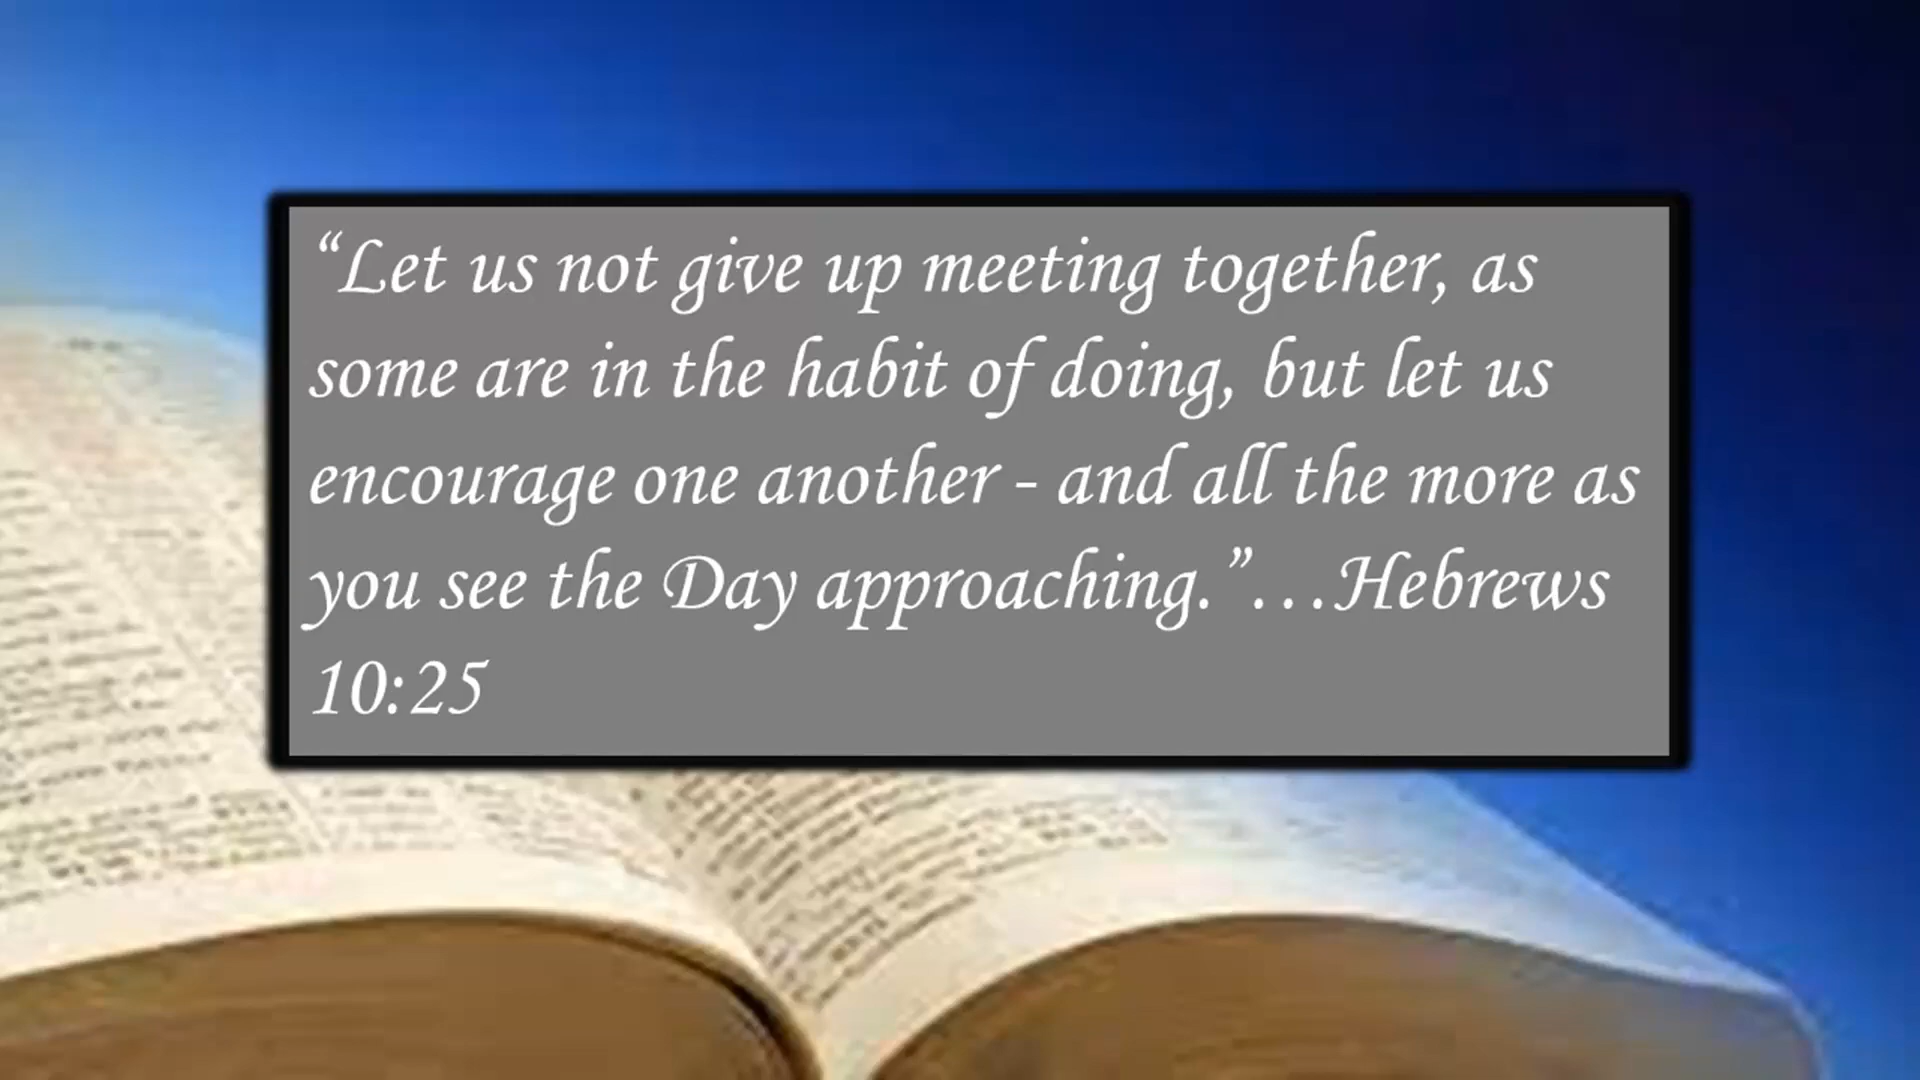 “Let us not give up meeting together, as
some are in the habit of doing, but let us
encourage one another - and all the more as
you see the Day approaching.”…Hebrews
10:25